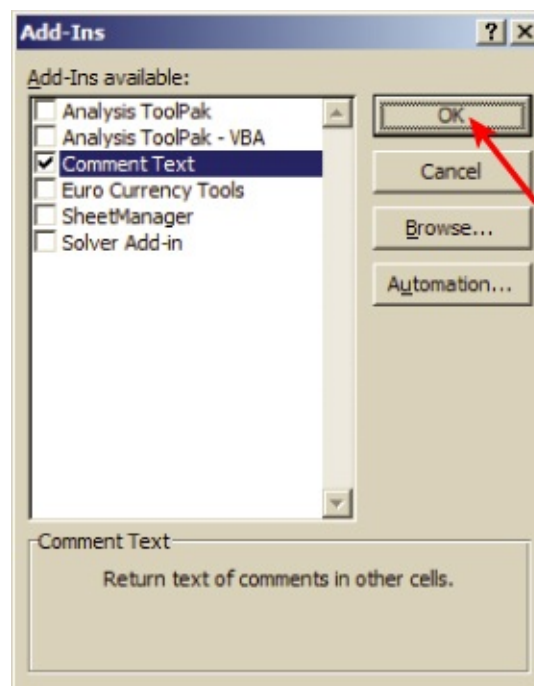 Add-Ins
Add-Ins available:
Analysis ToolPak
Analysis ToolPak - VBA
Comment Text
Euro Currency Tools
SheetManager
Solver Add-in
OK
Cancel
Browse...
Automation...
Comment Text
Return text of comments in other cells.